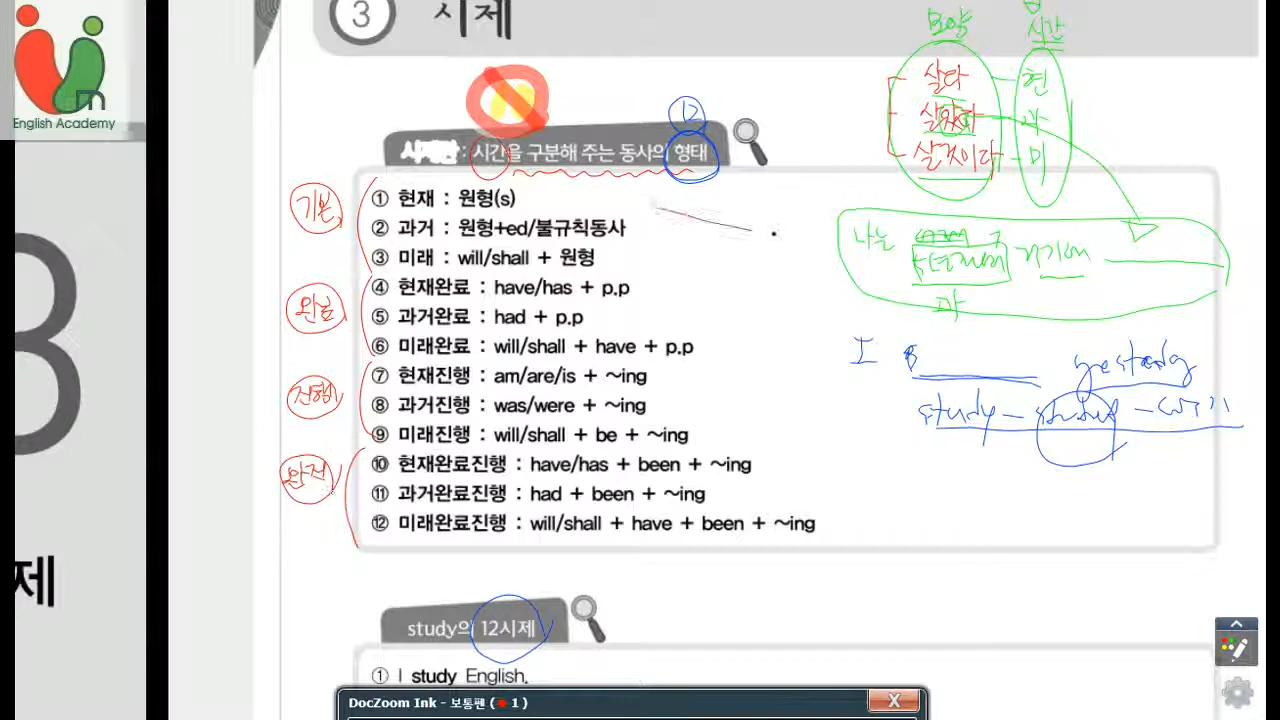 3 시제
모양 시간
살다 현
살았다 과
살것이다 미
English Academy
12
시제란 : 시간을 구분해 주는 동사의 형태
기본
① 현재 : 원형(s)
② 과거 : 원형+ed/불규칙동사
③ 미래 : will/shall + 원형
나는
과
완료
④ 현재완료 : have/has + p.p
⑤ 과거완료 : had + p.p
⑥ 미래완료 : will/shall + have + p.p
I yesterday
study
진행
⑦ 현재진행 : am/are/is + ~ing
⑧ 과거진행 : was/were + ~ing
⑨ 미래진행 : will/shall + be + ~ing
완진
⑩ 현재완료진행 : have/has + been + ~ing
⑪ 과거완료진행 : had + been + ~ing
⑫ 미래완료진행 : will/shall + have + been + ~ing
제
study의 12시제
① I study English.
DocZoom Ink - 보통펜 ( 1 )